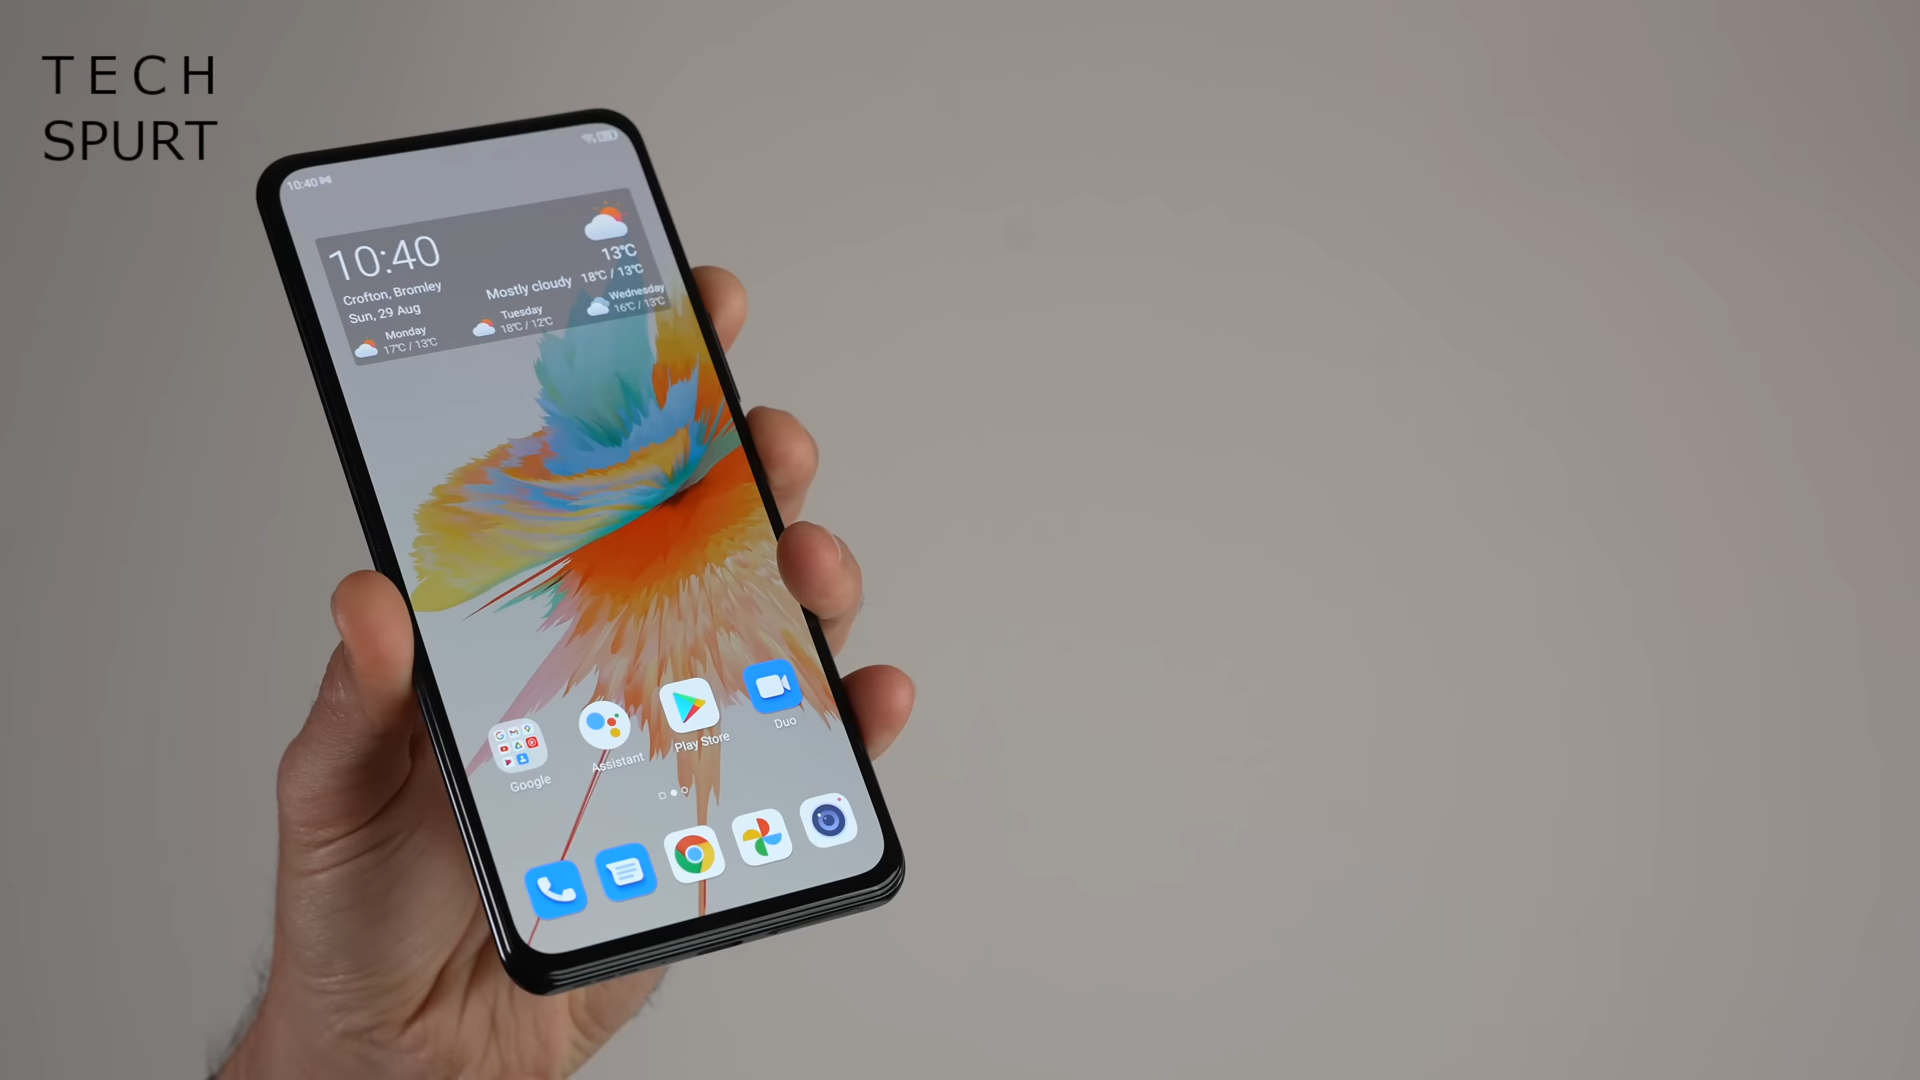 TECH
SPURT
10:40
10:40
13°C
Crofton, Bromley
Mostly cloudy
18°C / 13°C
Sun, 29 Aug
Monday
17°C / 13°C
Tuesday
18°C / 12°C
Wednesday
16°C / 13°C
Google
Assistant
Play Store
Duo